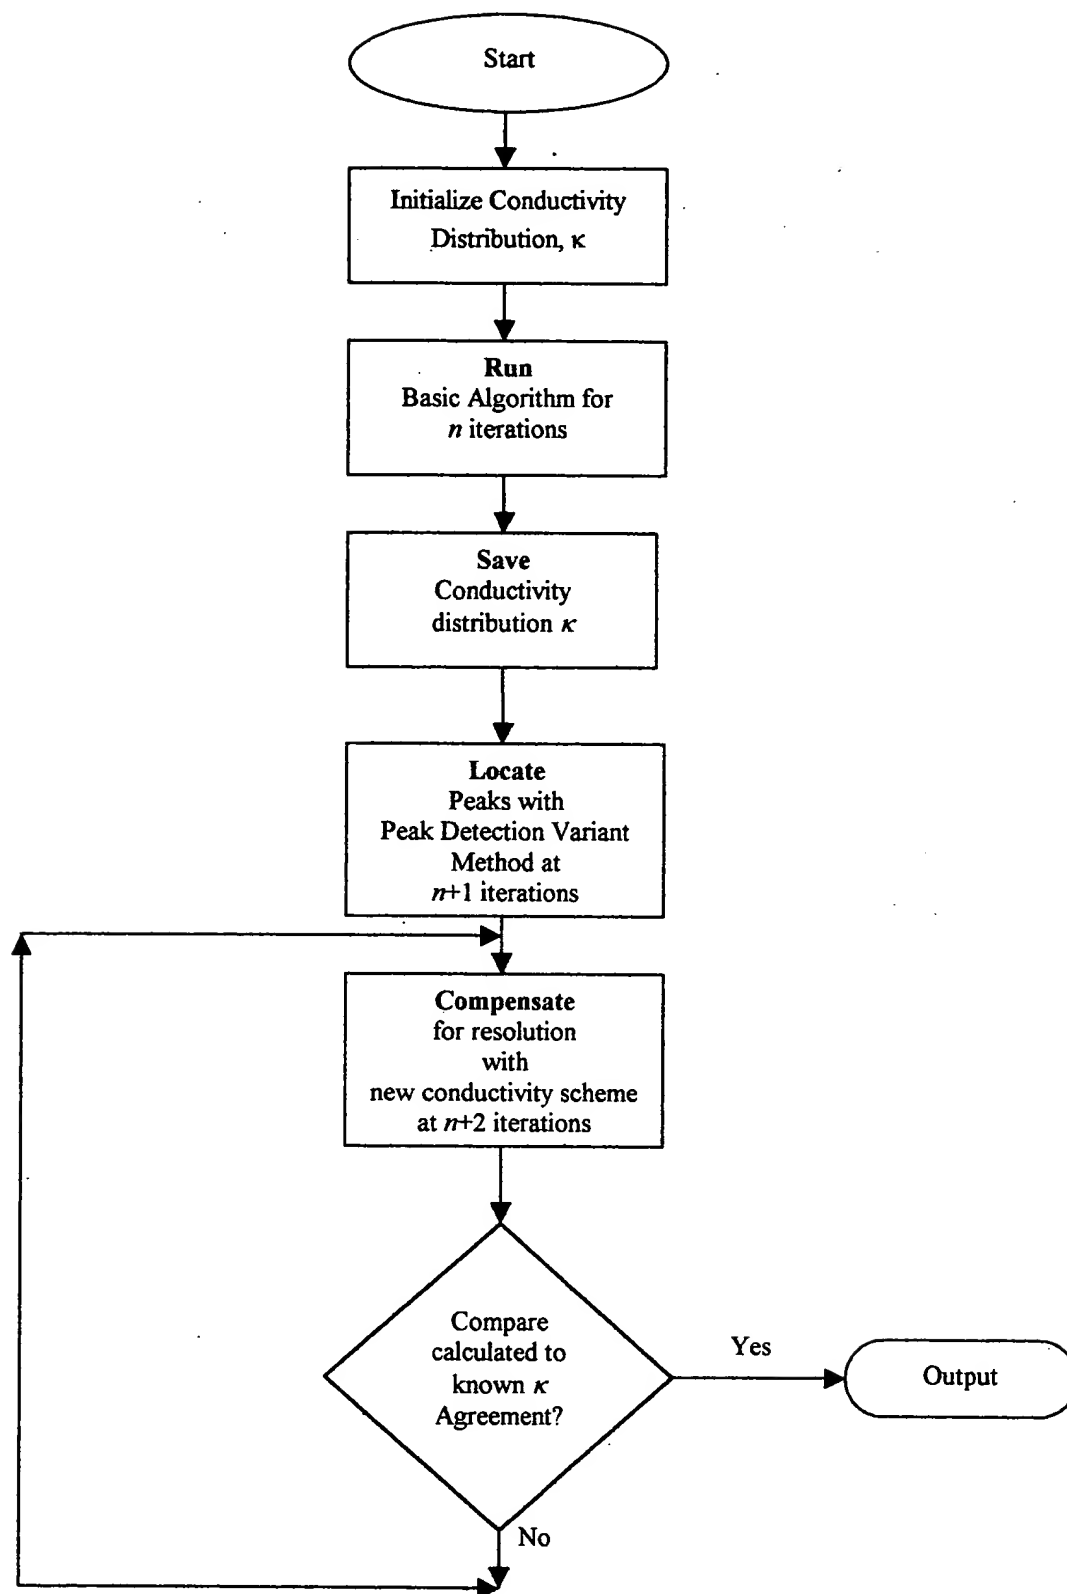 Start
Initialize Conductivity
Distribution, κ
Run
Basic Algorithm for
n iterations
Save
Conductivity
distribution κ
Locate
Peaks with
Peak Detection Variant
Method at
n+1 iterations
Compensate
for resolution
with
new conductivity scheme
at n+2 iterations
Compare
calculated to
known κ
Agreement?
Yes
Output
No